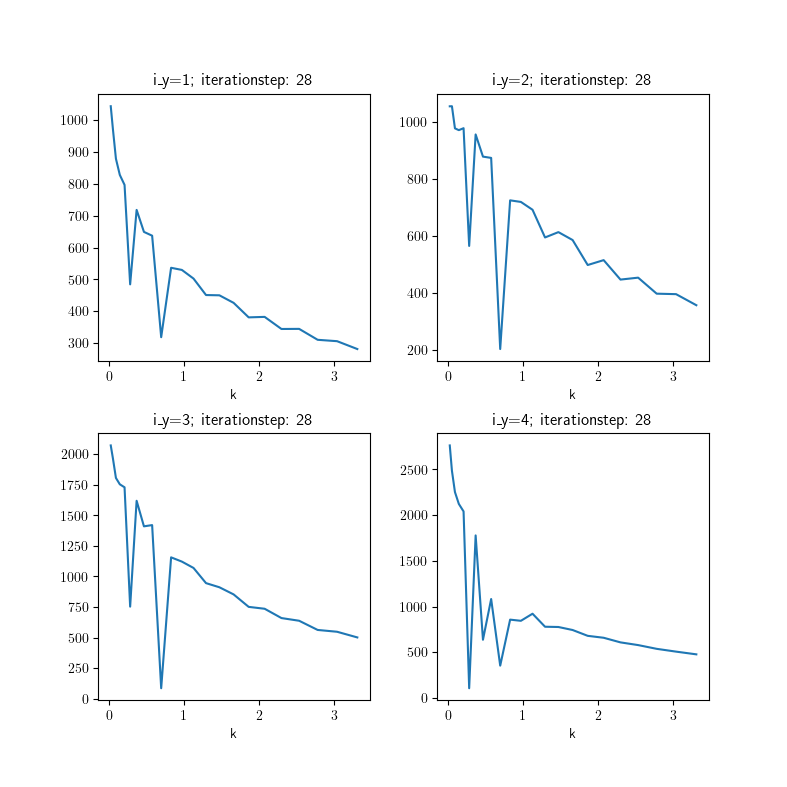 i_y=1; iterationstep: 28
1000
900
800
700
600
500
400
300
0 1 2 3
k
i_y=2; iterationstep: 28
1000
800
600
400
200
0 1 2 3
k
i_y=3; iterationstep: 28
2000
1750
1500
1250
1000
750
500
250
0
0 1 2 3
k
i_y=4; iterationstep: 28
2500
2000
1500
1000
500
0
0 1 2 3
k